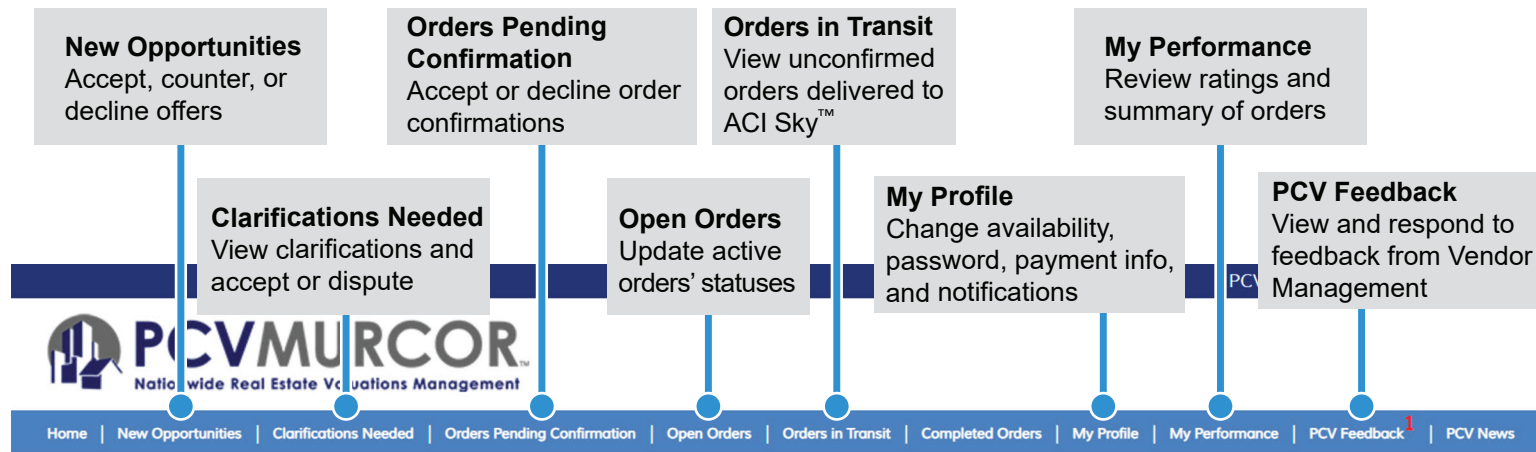 New Opportunities
Accept, counter, or
decline offers
Orders Pending
Confirmation
Accept or decline order
confirmations
Orders in Transit
View unconfirmed
orders delivered to
ACI Sky™
My Performance
Review ratings and
summary of orders
Clarifications Needed
View clarifications and
accept or dispute
Open Orders
Update active
orders' statuses
My Profile
Change availability,
password, payment info,
and notifications
PCV Feedback
View and respond to
feedback from Vendor
Management
PCV
PCVMURCOR™
Nationwide Real Estate Valuations Management
Home | New Opportunities | Clarifications Needed | Orders Pending Confirmation | Open Orders | Orders in Transit | Completed Orders | My Profile | My Performance | PCV Feedback 1 | PCV News